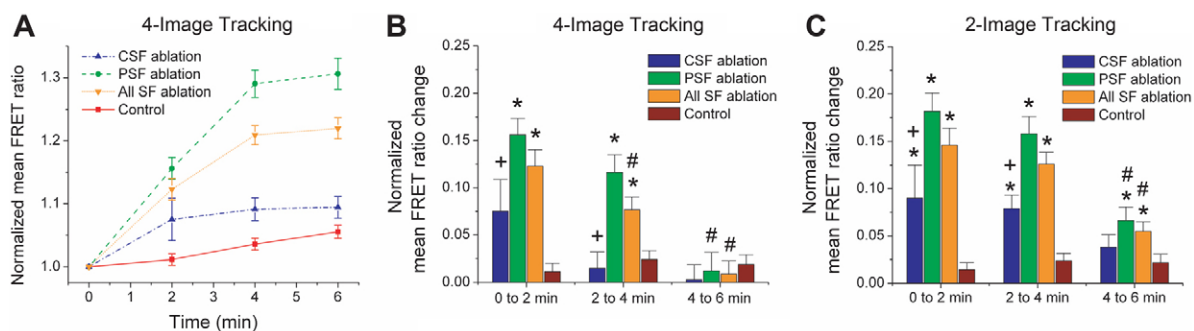 A
4-Image Tracking
Normalized mean FRET ratio
1.3
1.2
1.1
1.0
CSF ablation
PSF ablation
All SF ablation
Control
0
2
4
6
Time (min)
B
4-Image Tracking
Normalized
mean FRET ratio change
0.25
0.20
0.15
0.10
0.05
0.00
CSF ablation
PSF ablation
All SF ablation
Control
+
*
*
+
*
#
*
#
#
0 to 2 min
2 to 4 min
4 to 6 min
C
2-Image Tracking
Normalized
mean FRET ratio change
0.25
0.20
0.15
0.10
0.05
0.00
CSF ablation
PSF ablation
All SF ablation
Control
+
*
*
*
+
*
*
*
#
*
#
*
0 to 2 min
2 to 4 min
4 to 6 min